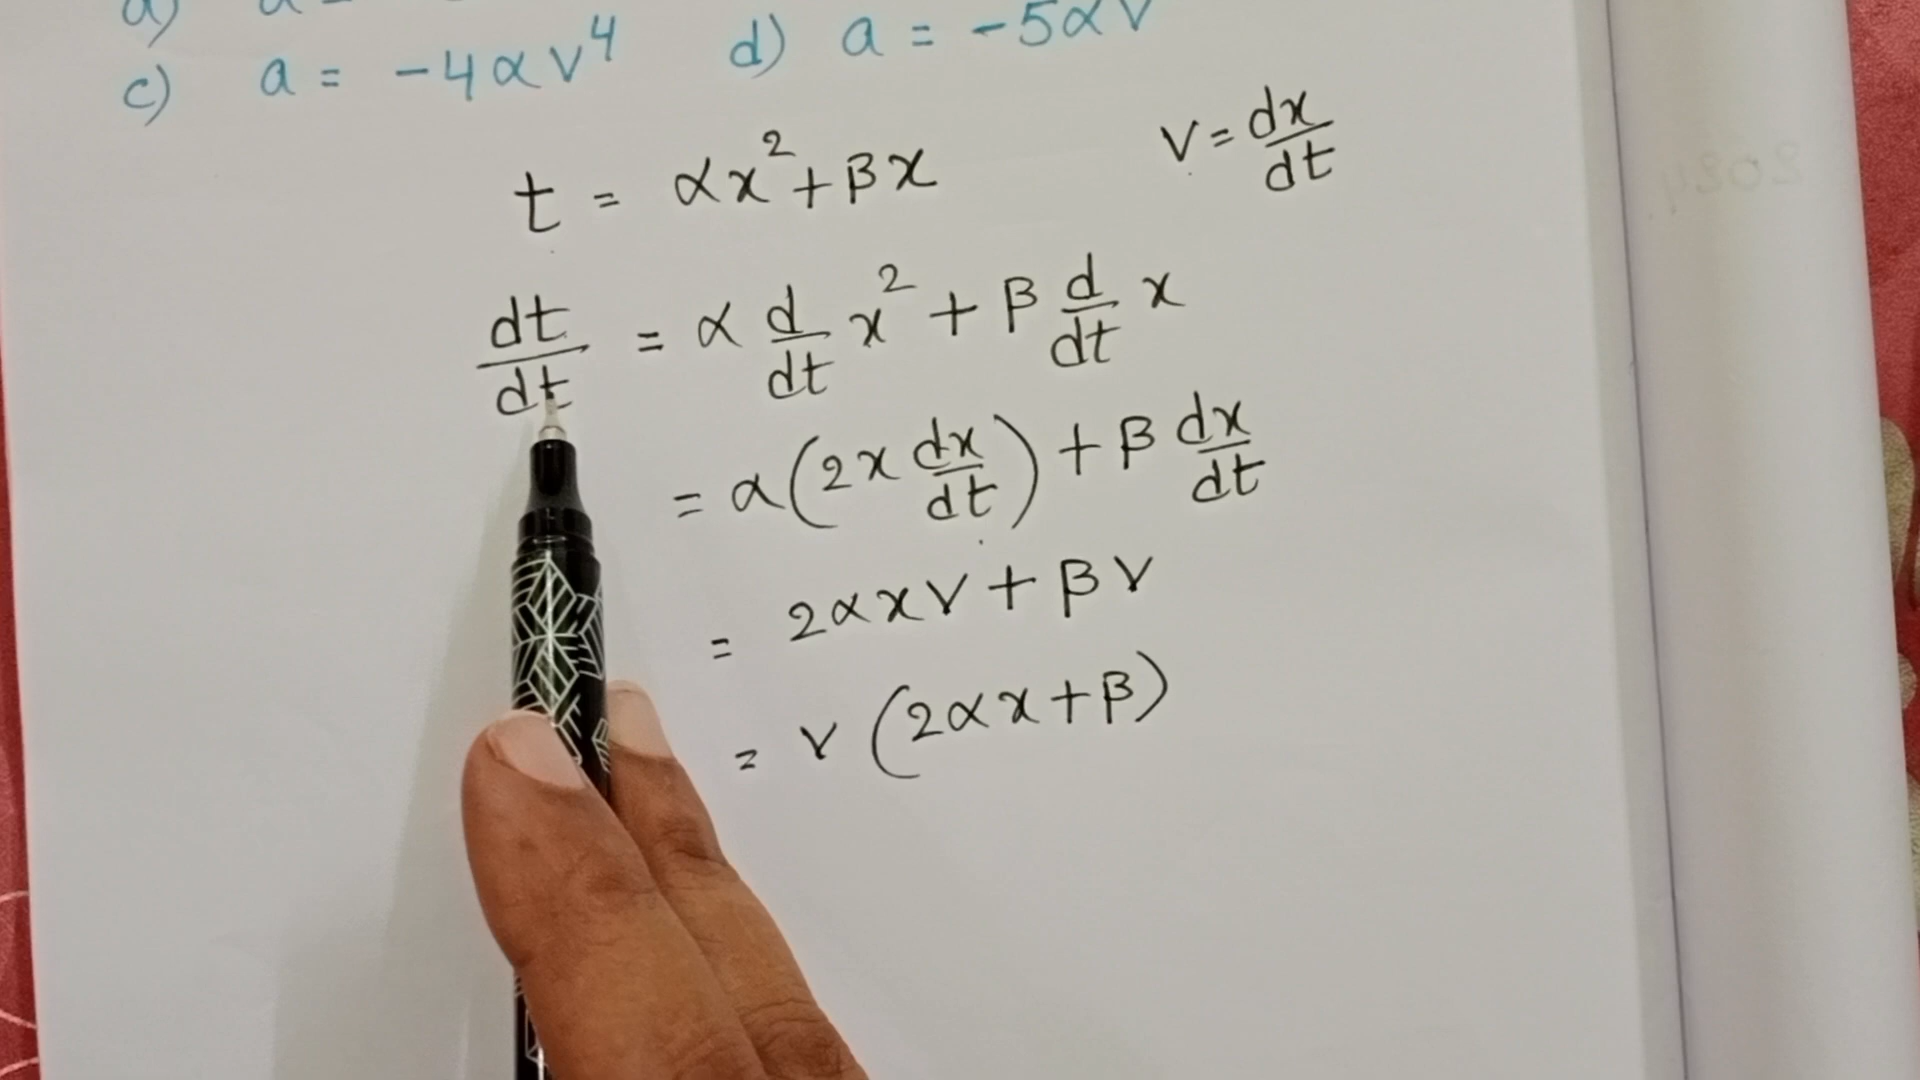 c) a = -4αv⁴ d) a = -5αv
t = αx² + βx v = dx/dt
dt/dt = α d/dt x² + β d/dt x
= α(2x dx/dt) + β dx/dt
= 2αxv + βv
= v (2αx + β)